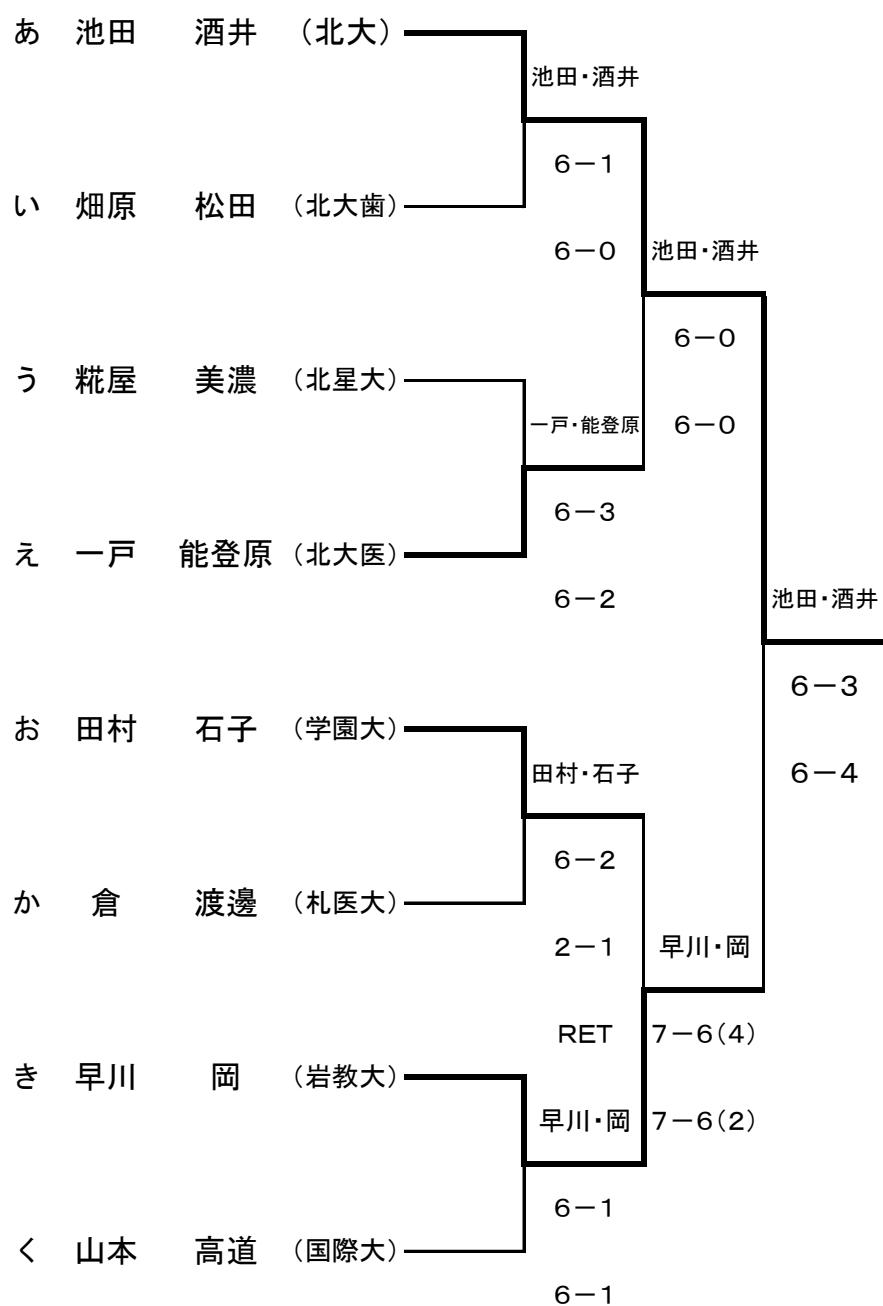 あ 池田 酒井 （北大）
池田・酒井
6－1
い 畑原 松田 （北大歯）
6－0
池田・酒井
6－0
う 糀屋 美濃 （北星大）
一戸・能登原
6－0
6－3
え 一戸 能登原 （北大医）
6－2
池田・酒井
6－3
お 田村 石子 （学園大）
田村・石子
6－4
6－2
か 倉 渡邊 （札医大）
2－1
早川・岡
RET
7－6(4)
き 早川 岡 （岩教大）
早川・岡
7－6(2)
6－1
く 山本 高道 （国際大）
6－1